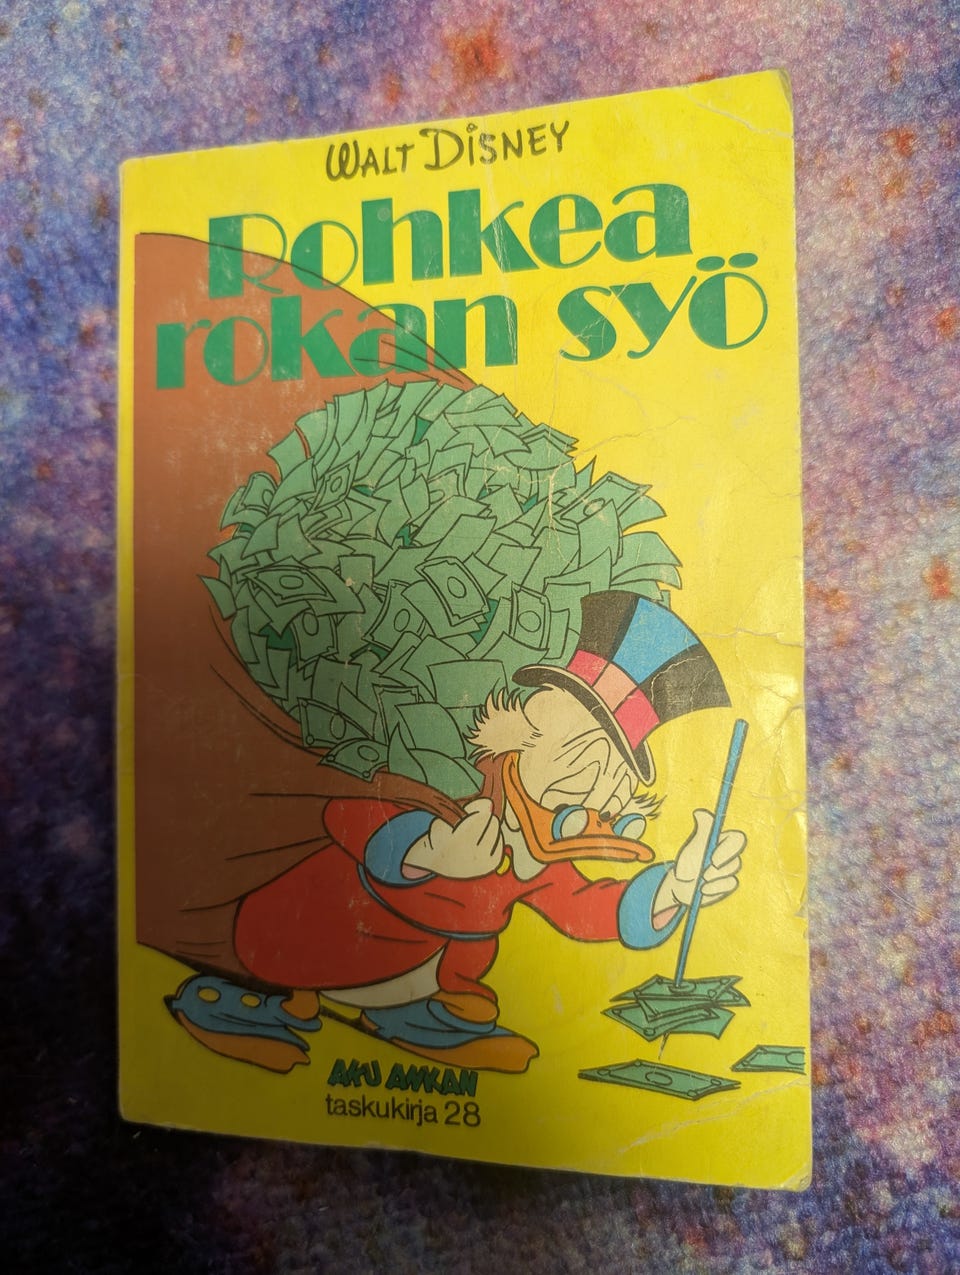 WALT DiSNEY
Rohkea
rokan syö
AKU ANKAN
taskukirja 28